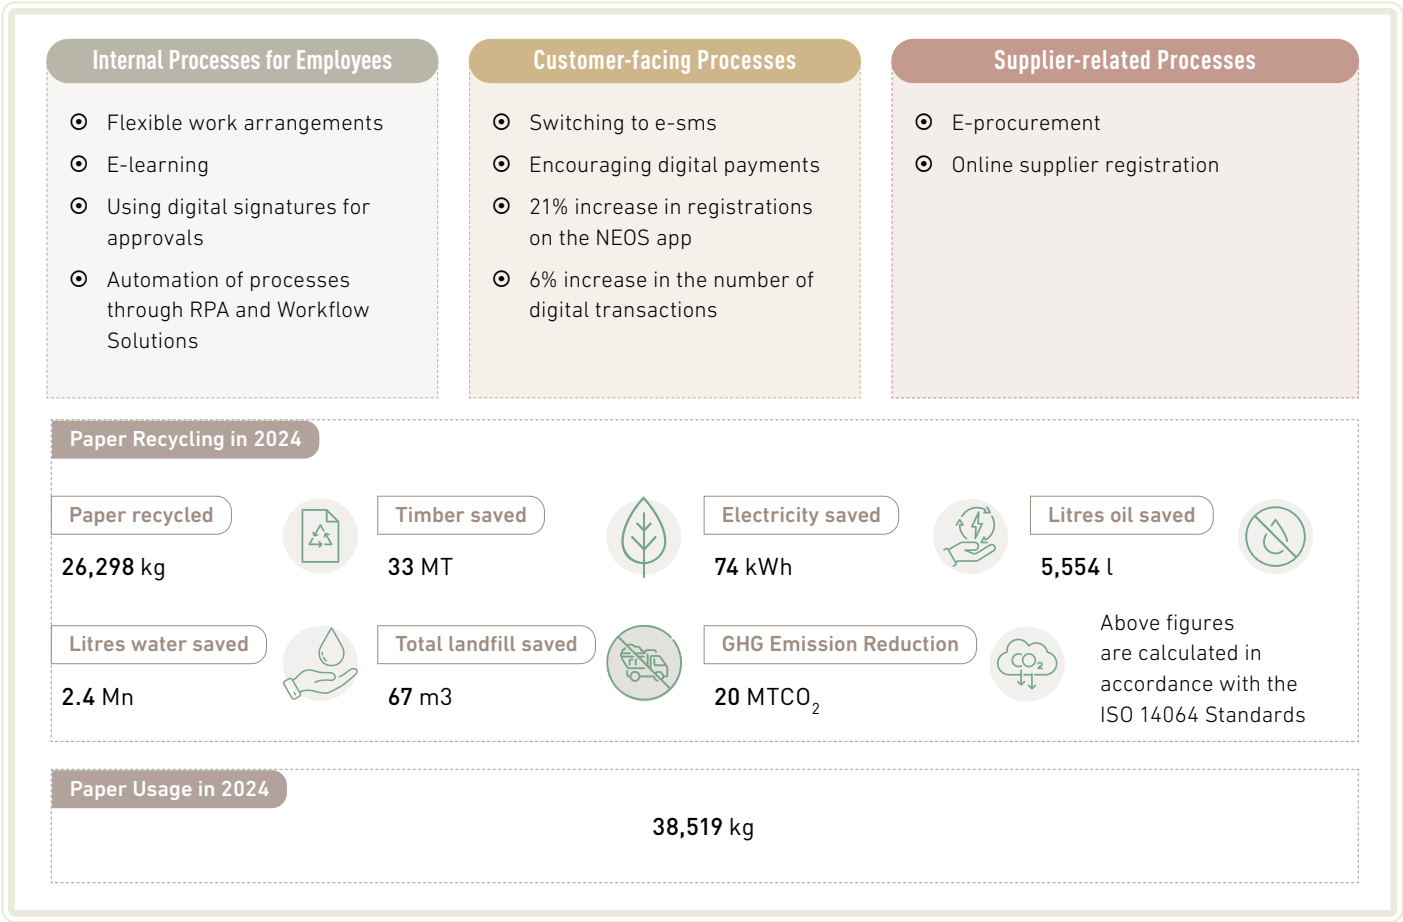 Internal Processes for Employees
Flexible work arrangements
E-learning
Using digital signatures for
approvals
Automation of processes
through RPA and Workflow
Solutions
Customer-facing Processes
Switching to e-sms
Encouraging digital payments
21% increase in registrations
on the NEOS app
6% increase in the number of
digital transactions
Supplier-related Processes
E-procurement
Online supplier registration
Paper Recycling in 2024
Paper recycled
26,298 kg
Timber saved
33 MT
Electricity saved
74 kWh
Litres oil saved
5,554 l
Litres water saved
2.4 Mn
Total landfill saved
67 m3
GHG Emission Reduction
20 MTCO2
CO2
Above figures
are calculated in
accordance with the
ISO 14064 Standards
Paper Usage in 2024
38,519 kg